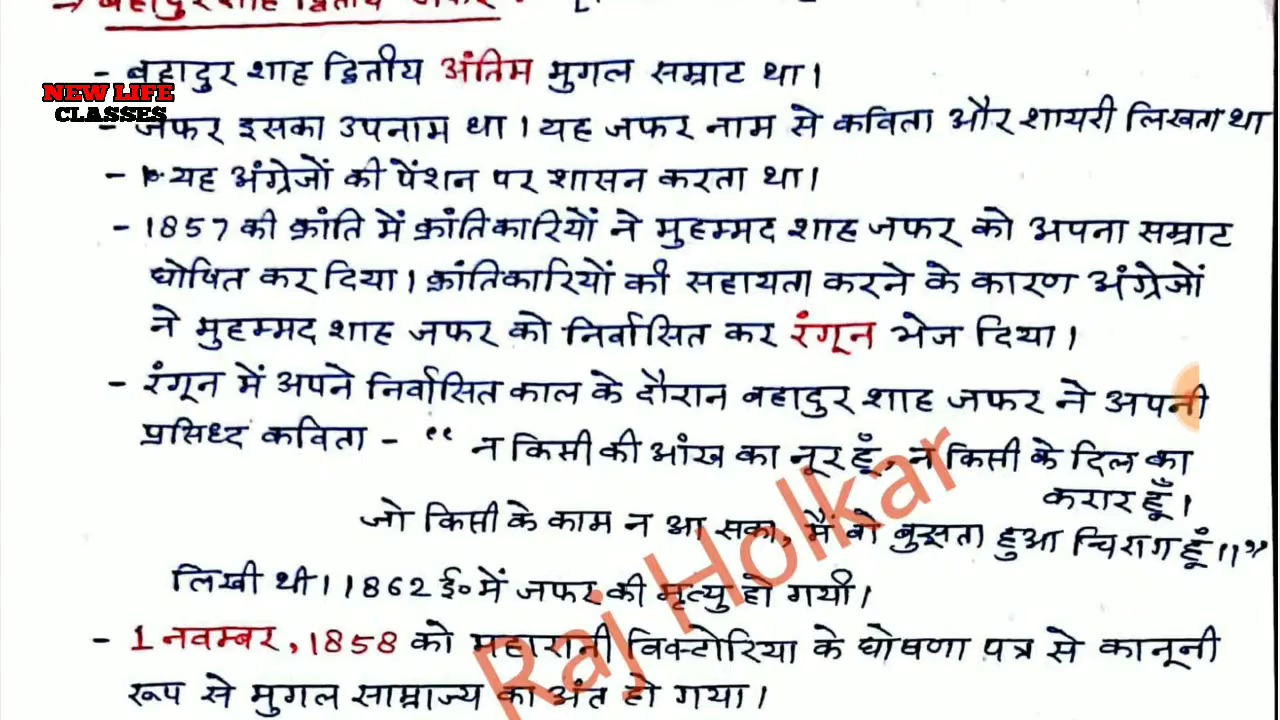 → बहादुर शाह द्वितीय जफर :
- बहादुर शाह द्वितीय अंतिम मुगल सम्राट था।
NEW LIFE
CLASSES
- जफर इसका उपनाम था। यह जफर नाम से कविता और शायरी लिखता था
- यह अंग्रेजों की पेंशन पर शासन करता था।
- 1857 की क्रांति में क्रांतिकारियों ने मुहम्मद शाह जफर को अपना सम्राट
घोषित कर दिया। क्रांतिकारियों की सहायता करने के कारण अंग्रेजों
ने मुहम्मद शाह जफर को निर्वासित कर रंगून भेज दिया।
- रंगून में अपने निर्वासित काल के दौरान बहादुर शाह जफर ने अपनी
प्रसिध्द कविता - " न किसी की आंख का नूर हूँ, न किसी के दिल का
करार हूँ।
जो किसी के काम न आ सका, मैं वो बुझता हुआ चिराग हूँ।।"
लिखी थी। 1862 ई० में जफर की मृत्यु हो गयी।
- 1 नवम्बर, 1858 को महारानी विक्टोरिया के घोषणा पत्र से कानूनी
रूप से मुगल साम्राज्य का अंत हो गया।
Raj Holkar